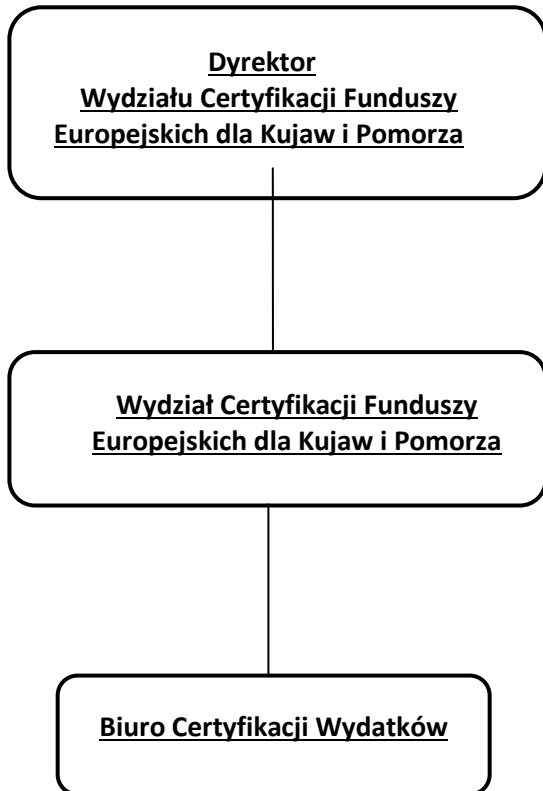 Dyrektor
Wydziału Certyfikacji Funduszy
Europejskich dla Kujaw i Pomorza
Wydział Certyfikacji Funduszy
Europejskich dla Kujaw i Pomorza
Biuro Certyfikacji Wydatków